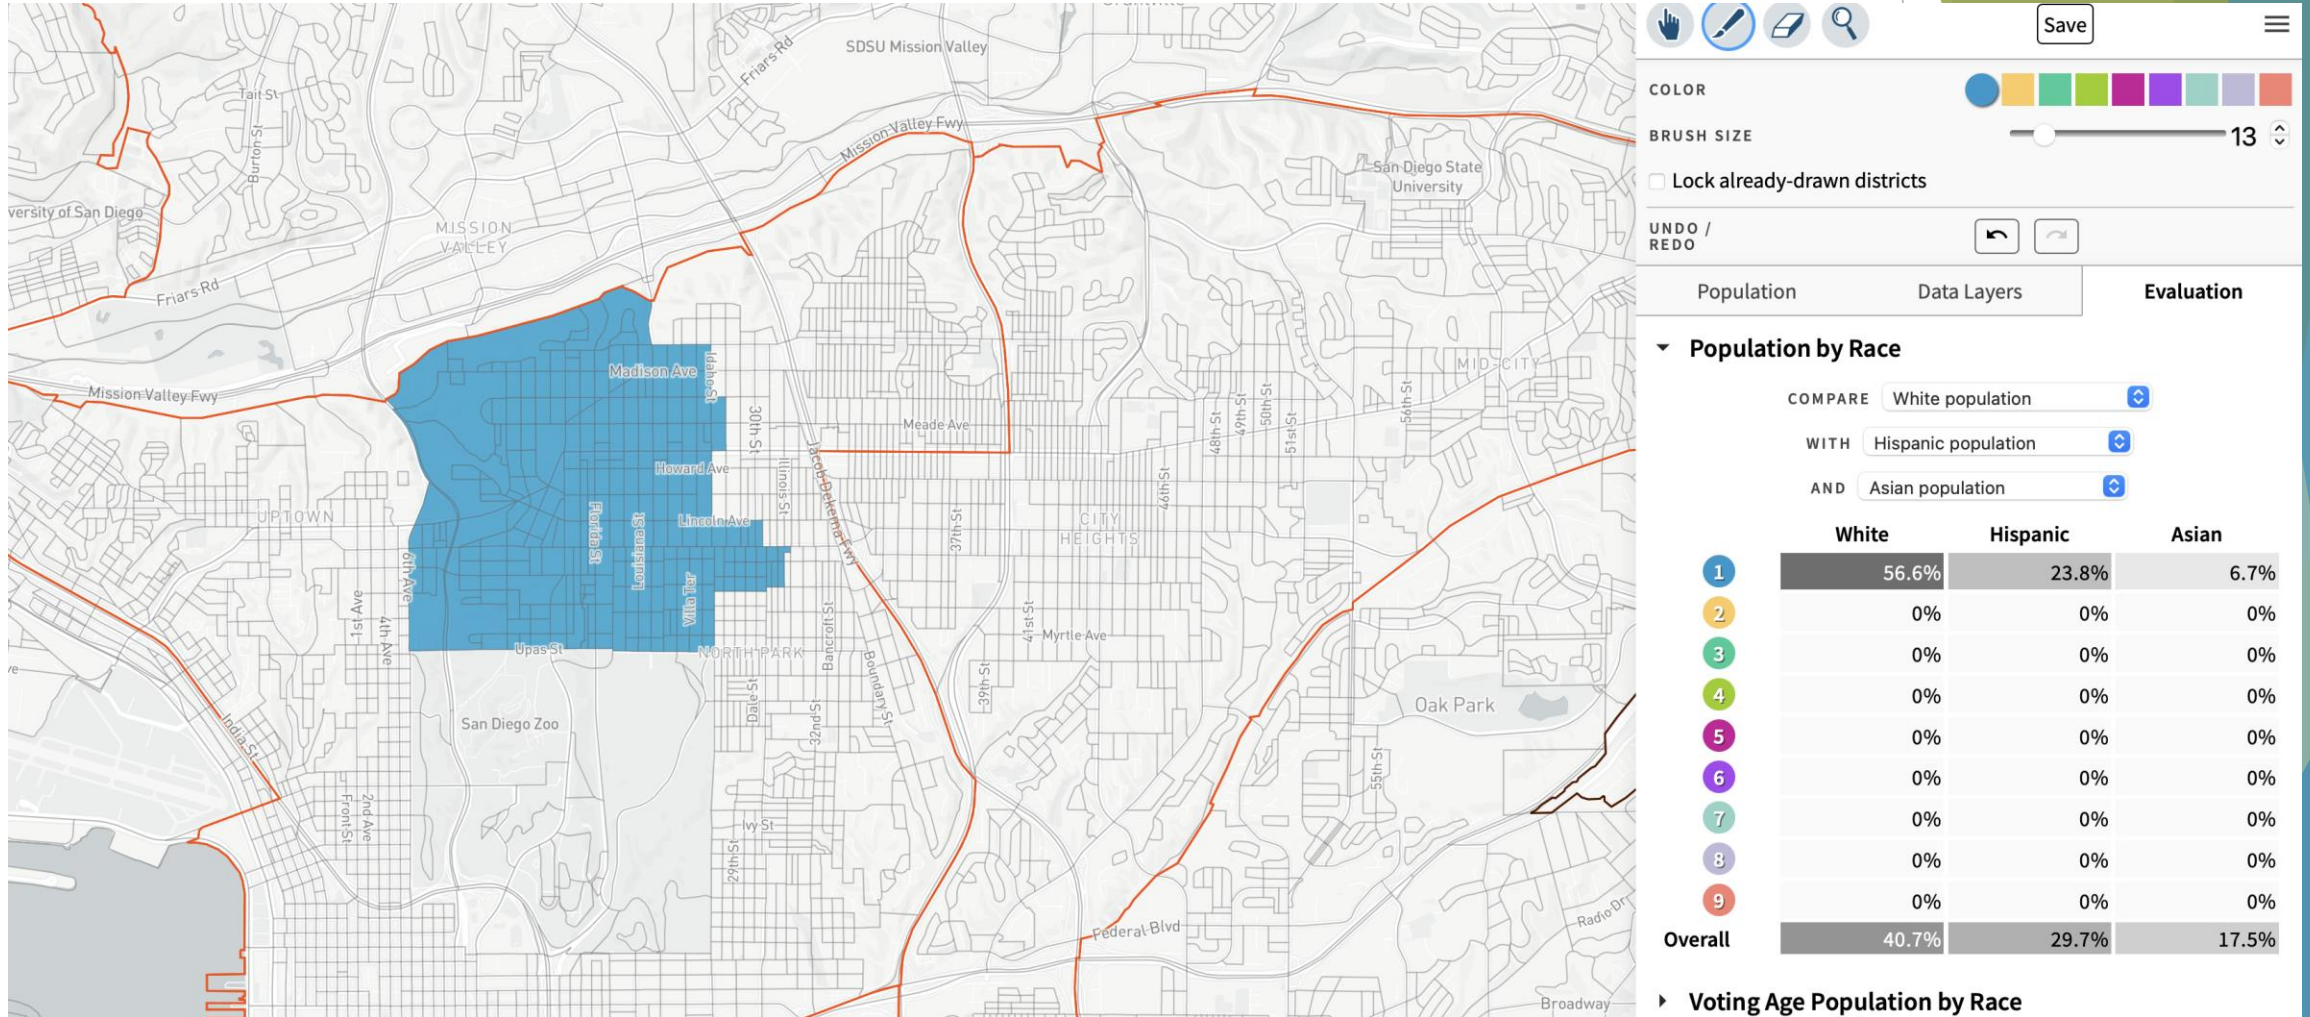 SDSU Mission Valley
Friars Rd
Tait St
Burton St
Mission Valley Fwy
San Diego State
University
versity of San Diego
MISSION
VALLEY
Friars Rd
Mission Valley Fwy
Madison Ave
Idaho St
30th St
Meade Ave
MID-CITY
48th St
49th St
50th St
51st St
56th St
Howard Ave
Illinois St
Jacob Dekema Fwy
46th St
UPTOWN
Florida St
Louisiana St
Lincoln Ave
37th St
CITY
HEIGHTS
6th Ave
1st Ave
4th Ave
Villa Ter
Upas St
NORTH PARK
Bancroft St
Boundary St
41st St
Myrtle Ave
39th St
Dale St
32nd St
San Diego Zoo
Oak Park
India St
55th St
Front St
2nd Ave
Ivy St
29th St
Federal Blvd
Radio Dr
Broadway
Save
COLOR
BRUSH SIZE
13
Lock already-drawn districts
UNDO /
REDO
Population Data Layers Evaluation
Population by Race
COMPARE White population
WITH Hispanic population
AND Asian population
White Hispanic Asian
1 56.6% 23.8% 6.7%
2 0% 0% 0%
3 0% 0% 0%
4 0% 0% 0%
5 0% 0% 0%
6 0% 0% 0%
7 0% 0% 0%
8 0% 0% 0%
9 0% 0% 0%
Overall 40.7% 29.7% 17.5%
Voting Age Population by Race